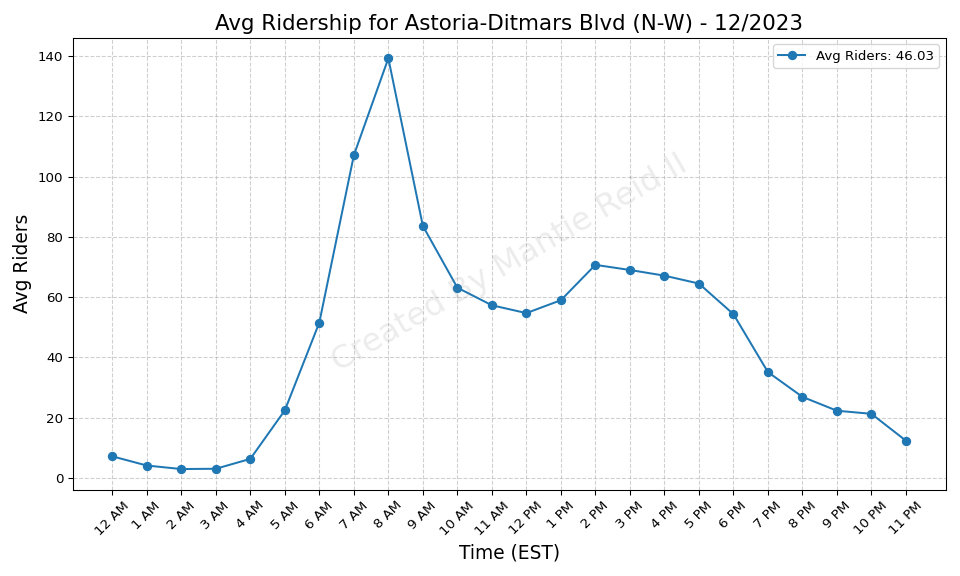 Avg Ridership for Astoria-Ditmars Blvd (N-W) - 12/2023
Avg Riders: 46.03
Avg Riders
140
120
100
80
60
40
20
0
Created By Mantie Reid II
12 AM
1 AM
2 AM
3 AM
4 AM
5 AM
6 AM
7 AM
8 AM
9 AM
10 AM
11 AM
12 PM
1 PM
2 PM
3 PM
4 PM
5 PM
6 PM
7 PM
8 PM
9 PM
10 PM
11 PM
Time (EST)